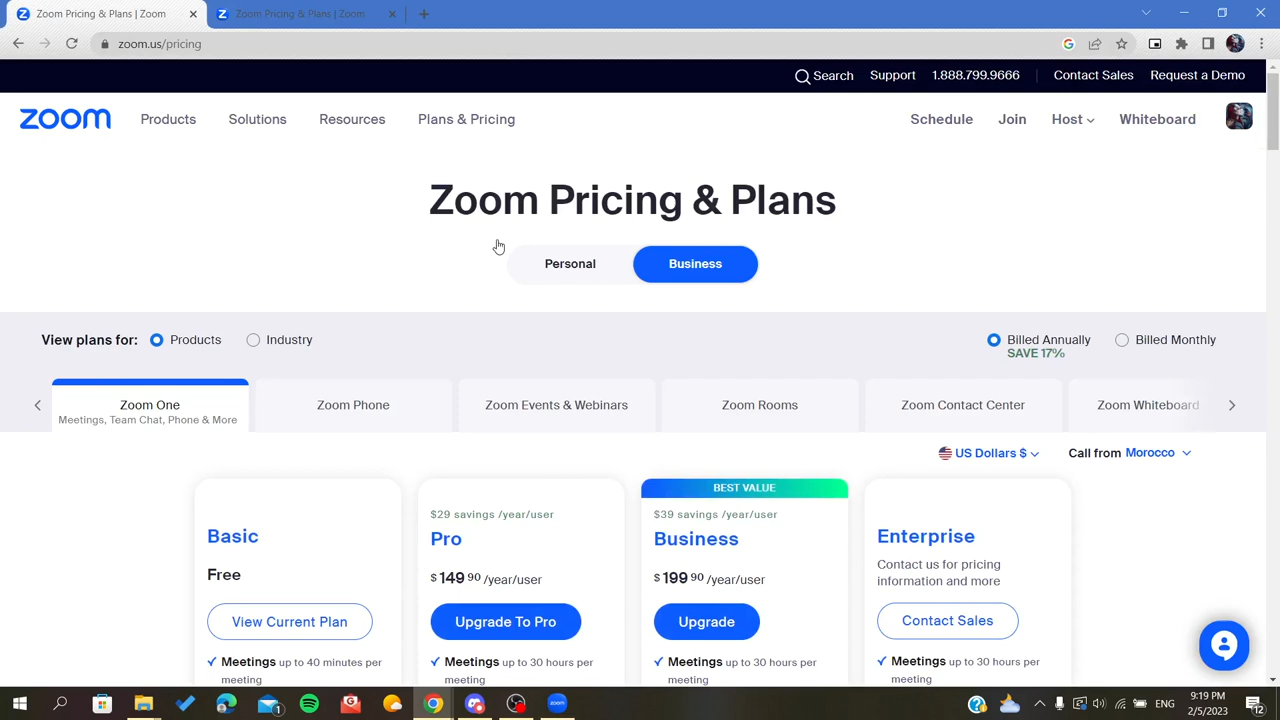 Zoom Pricing & Plans | Zoom
Zoom Pricing & Plans | Zoom
zoom.us/pricing
Search
Support
1.888.799.9666
Contact Sales
Request a Demo
zoom
Products
Solutions
Resources
Plans & Pricing
Schedule
Join
Host
Whiteboard
Zoom Pricing & Plans
Personal
Business
View plans for:
Products
Industry
Billed Annually
SAVE 17%
Billed Monthly
Zoom One
Meetings, Team Chat, Phone & More
Zoom Phone
Zoom Events & Webinars
Zoom Rooms
Zoom Contact Center
Zoom Whiteboard
US Dollars $
Call from Morocco
Basic
Free
View Current Plan
Meetings up to 40 minutes per
meeting
$29 savings /year/user
Pro
$ 149 90 /year/user
Upgrade To Pro
Meetings up to 30 hours per
meeting
BEST VALUE
$39 savings /year/user
Business
$ 199 90 /year/user
Upgrade
Meetings up to 30 hours per
meeting
Enterprise
Contact us for pricing
information and more
Contact Sales
Meetings up to 30 hours per
meeting
ENG
9:19 PM
2/5/2023
12